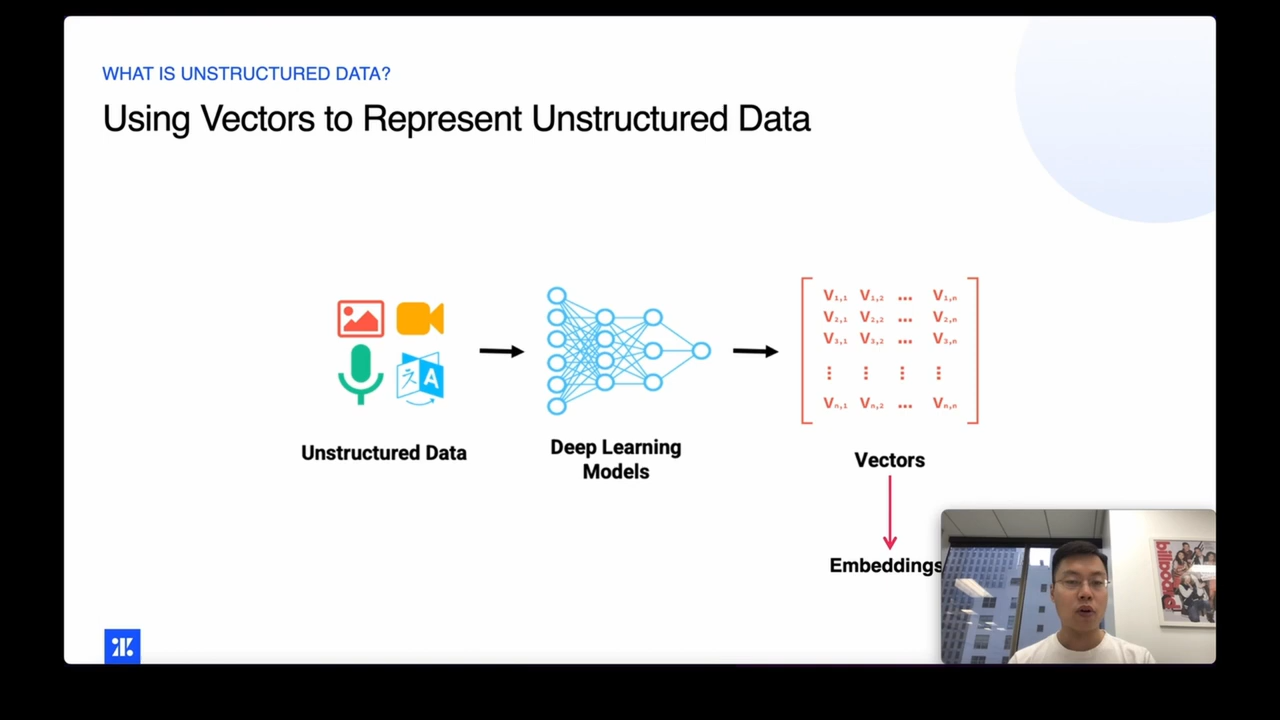 WHAT IS UNSTRUCTURED DATA?
Using Vectors to Represent Unstructured Data
A
Unstructured Data
Deep Learning
Models
V1,1 V1,2 ... V1,n
V2,1 V2,2 ... V2,n
V3,1 V3,2 ... V3,n
⋮ ⋮ ⋮ ⋮
Vn,1 Vn,2 ... Vn,n
Vectors
Embeddings
billboard